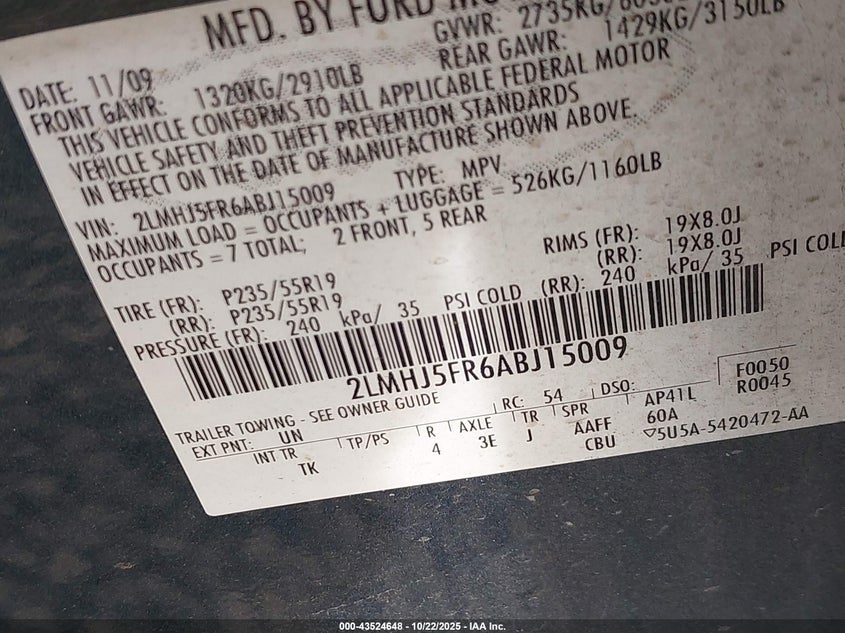 MFD. BY FORD
GVWR: 2735KG/
DATE: 11/09
REAR GAWR: 1429KG/3150LB
FRONT GAWR: 1320KG/2910LB
THIS VEHICLE CONFORMS TO ALL APPLICABLE FEDERAL MOTOR
VEHICLE SAFETY AND THEFT PREVENTION STANDARDS
IN EFFECT ON THE DATE OF MANUFACTURE SHOWN ABOVE.
VIN: 2LMHJ5FR6ABJ15009 TYPE: MPV
MAXIMUM LOAD = OCCUPANTS + LUGGAGE = 526KG/1160LB
OCCUPANTS = 7 TOTAL; 2 FRONT, 5 REAR
TIRE (FR): P235/55R19 RIMS (FR): 19X8.0J
(RR): P235/55R19 (RR): 19X8.0J
PRESSURE (FR): 240 kPa/ 35 PSI COLD (RR): 240 kPa/ 35 PSI COL
2LMHJ5FR6ABJ15009
TRAILER TOWING - SEE OWNER GUIDE
EXT PNT: UN RC: 54 DSO: F0050
INT TR TP/PS R AXLE TR SPR AP41L R0045
TK 4 3E J AAFF 60A
CBU 5U5A-5420472-AA
000-43524648 - 10/22/2025 - IAA Inc.